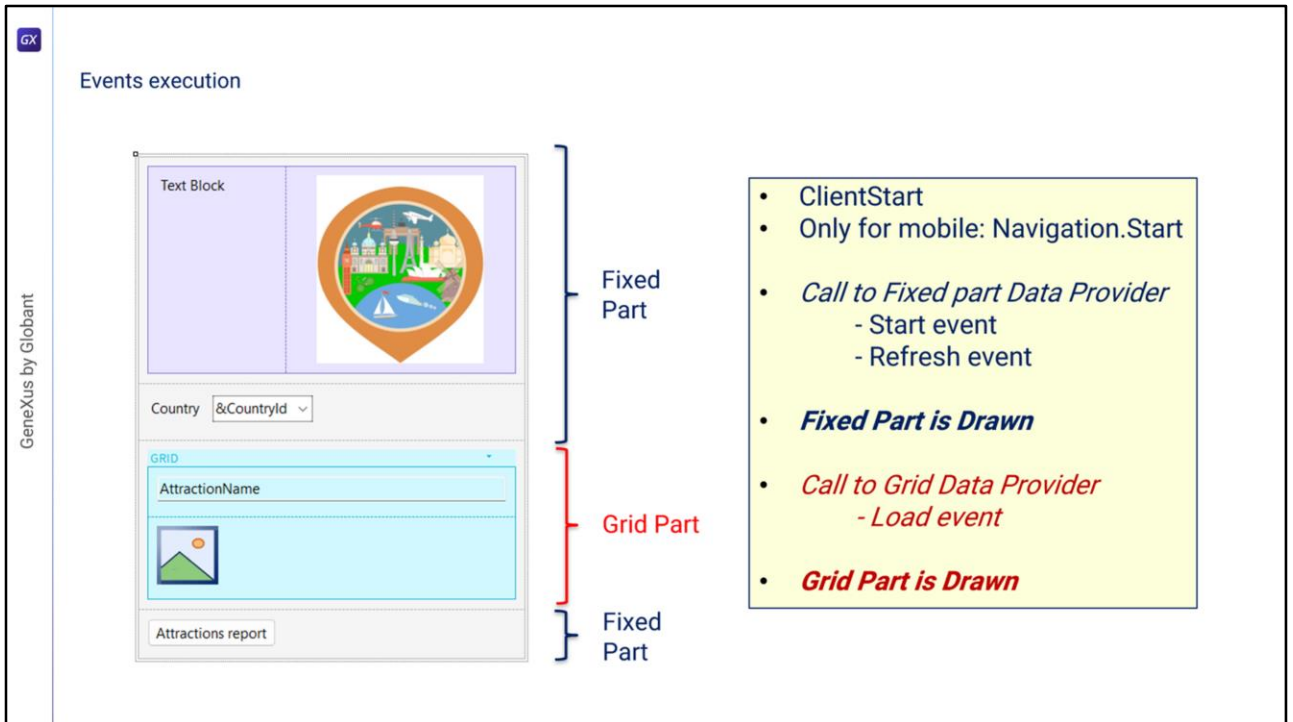 GX
Events execution
GeneXus by Globant
Text Block
Country &CountryId
GRID
AttractionName
Attractions report
Fixed
Part
Grid Part
Fixed
Part
• ClientStart
• Only for mobile: Navigation.Start
• Call to Fixed part Data Provider
- Start event
- Refresh event
• Fixed Part is Drawn
• Call to Grid Data Provider
- Load event
• Grid Part is Drawn